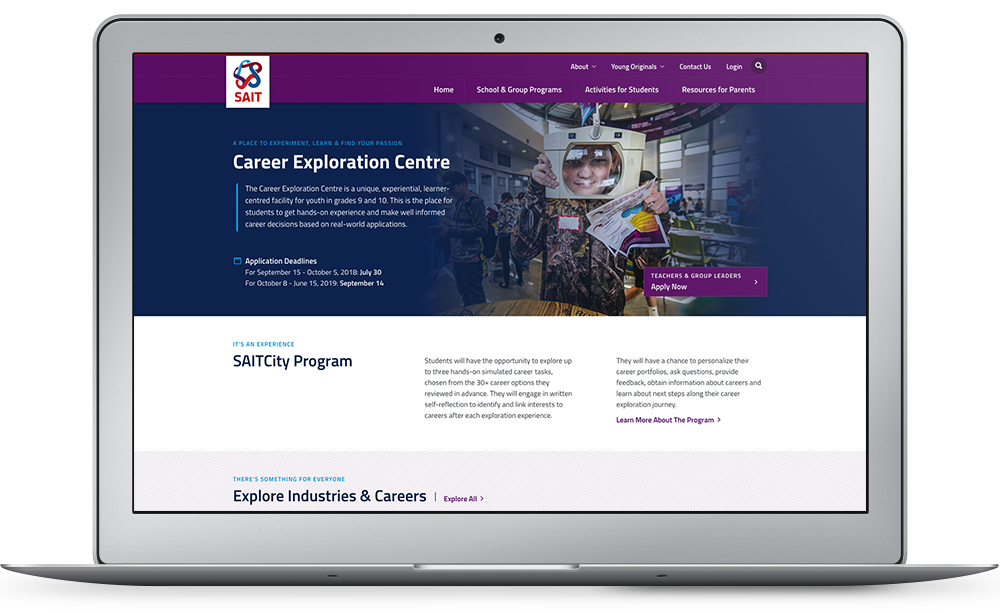 About
Young Originals
Contact Us
Login
SAIT
Home
School & Group Programs
Activities for Students
Resources for Parents
A PLACE TO EXPERIMENT, LEARN & FIND YOUR PASSION
Career Exploration Centre
The Career Exploration Centre is a unique, experiential, learner-
centred facility for youth in grades 9 and 10. This is the place for
students to get hands-on experience and make well informed
career decisions based on real-world applications.
Application Deadlines
For September 15 - October 5, 2018: July 30
For October 8 - June 15, 2019: September 14
TEACHERS & GROUP LEADERS
Apply Now
IT'S AN EXPERIENCE
SAITCity Program
Students will have the opportunity to explore up
to three hands-on simulated career tasks,
chosen from the 30+ career options they
reviewed in advance. They will engage in written
self-reflection to identify and link interests to
careers after each exploration experience.
They will have a chance to personalize their
career portfolios, ask questions, provide
feedback, obtain information about careers and
learn about next steps along their career
exploration journey.
Learn More About The Program
THERE'S SOMETHING FOR EVERYONE
Explore Industries & Careers | Explore All